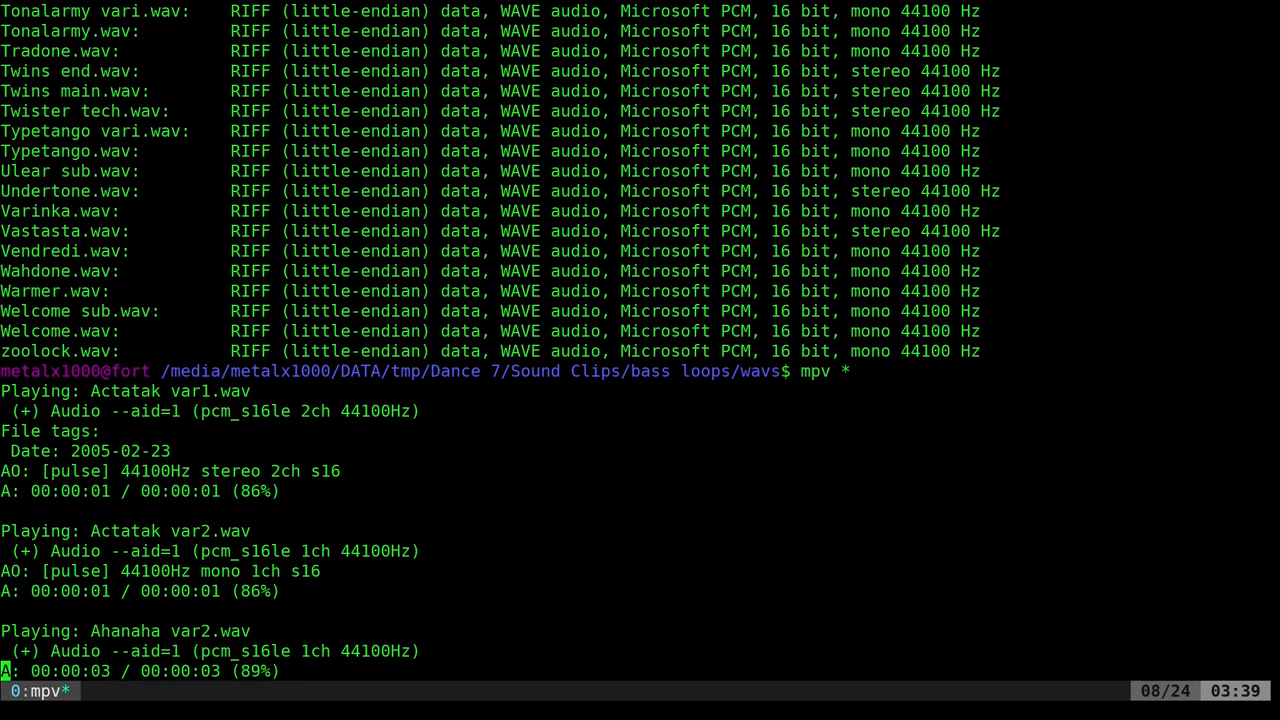 Tonalarmy vari.wav:    RIFF (little-endian) data, WAVE audio, Microsoft PCM, 16 bit, mono 44100 Hz
Tonalarmy.wav:         RIFF (little-endian) data, WAVE audio, Microsoft PCM, 16 bit, mono 44100 Hz
Tradone.wav:           RIFF (little-endian) data, WAVE audio, Microsoft PCM, 16 bit, mono 44100 Hz
Twins end.wav:         RIFF (little-endian) data, WAVE audio, Microsoft PCM, 16 bit, stereo 44100 Hz
Twins main.wav:        RIFF (little-endian) data, WAVE audio, Microsoft PCM, 16 bit, stereo 44100 Hz
Twister tech.wav:      RIFF (little-endian) data, WAVE audio, Microsoft PCM, 16 bit, stereo 44100 Hz
Typetango vari.wav:    RIFF (little-endian) data, WAVE audio, Microsoft PCM, 16 bit, mono 44100 Hz
Typetango.wav:         RIFF (little-endian) data, WAVE audio, Microsoft PCM, 16 bit, mono 44100 Hz
Ulear sub.wav:         RIFF (little-endian) data, WAVE audio, Microsoft PCM, 16 bit, mono 44100 Hz
Undertone.wav:         RIFF (little-endian) data, WAVE audio, Microsoft PCM, 16 bit, stereo 44100 Hz
Varinka.wav:           RIFF (little-endian) data, WAVE audio, Microsoft PCM, 16 bit, mono 44100 Hz
Vastasta.wav:          RIFF (little-endian) data, WAVE audio, Microsoft PCM, 16 bit, stereo 44100 Hz
Vendredi.wav:          RIFF (little-endian) data, WAVE audio, Microsoft PCM, 16 bit, mono 44100 Hz
Wahdone.wav:           RIFF (little-endian) data, WAVE audio, Microsoft PCM, 16 bit, mono 44100 Hz
Warmer.wav:            RIFF (little-endian) data, WAVE audio, Microsoft PCM, 16 bit, mono 44100 Hz
Welcome sub.wav:       RIFF (little-endian) data, WAVE audio, Microsoft PCM, 16 bit, mono 44100 Hz
Welcome.wav:           RIFF (little-endian) data, WAVE audio, Microsoft PCM, 16 bit, mono 44100 Hz
zoolock.wav:           RIFF (little-endian) data, WAVE audio, Microsoft PCM, 16 bit, mono 44100 Hz
metalx1000@fort /media/metalx1000/DATA/tmp/Dance 7/Sound Clips/bass loops/wavs$ mpv *
Playing: Actatak var1.wav
 (+) Audio --aid=1 (pcm_s16le 2ch 44100Hz)
File tags:
 Date: 2005-02-23
AO: [pulse] 44100Hz stereo 2ch s16
A: 00:00:01 / 00:00:01 (86%)
Playing: Actatak var2.wav
 (+) Audio --aid=1 (pcm_s16le 1ch 44100Hz)
AO: [pulse] 44100Hz mono 1ch s16
A: 00:00:01 / 00:00:01 (86%)
Playing: Ahanaha var2.wav
 (+) Audio --aid=1 (pcm_s16le 1ch 44100Hz)
A: 00:00:03 / 00:00:03 (89%)
0:mpv* 08/24 03:39